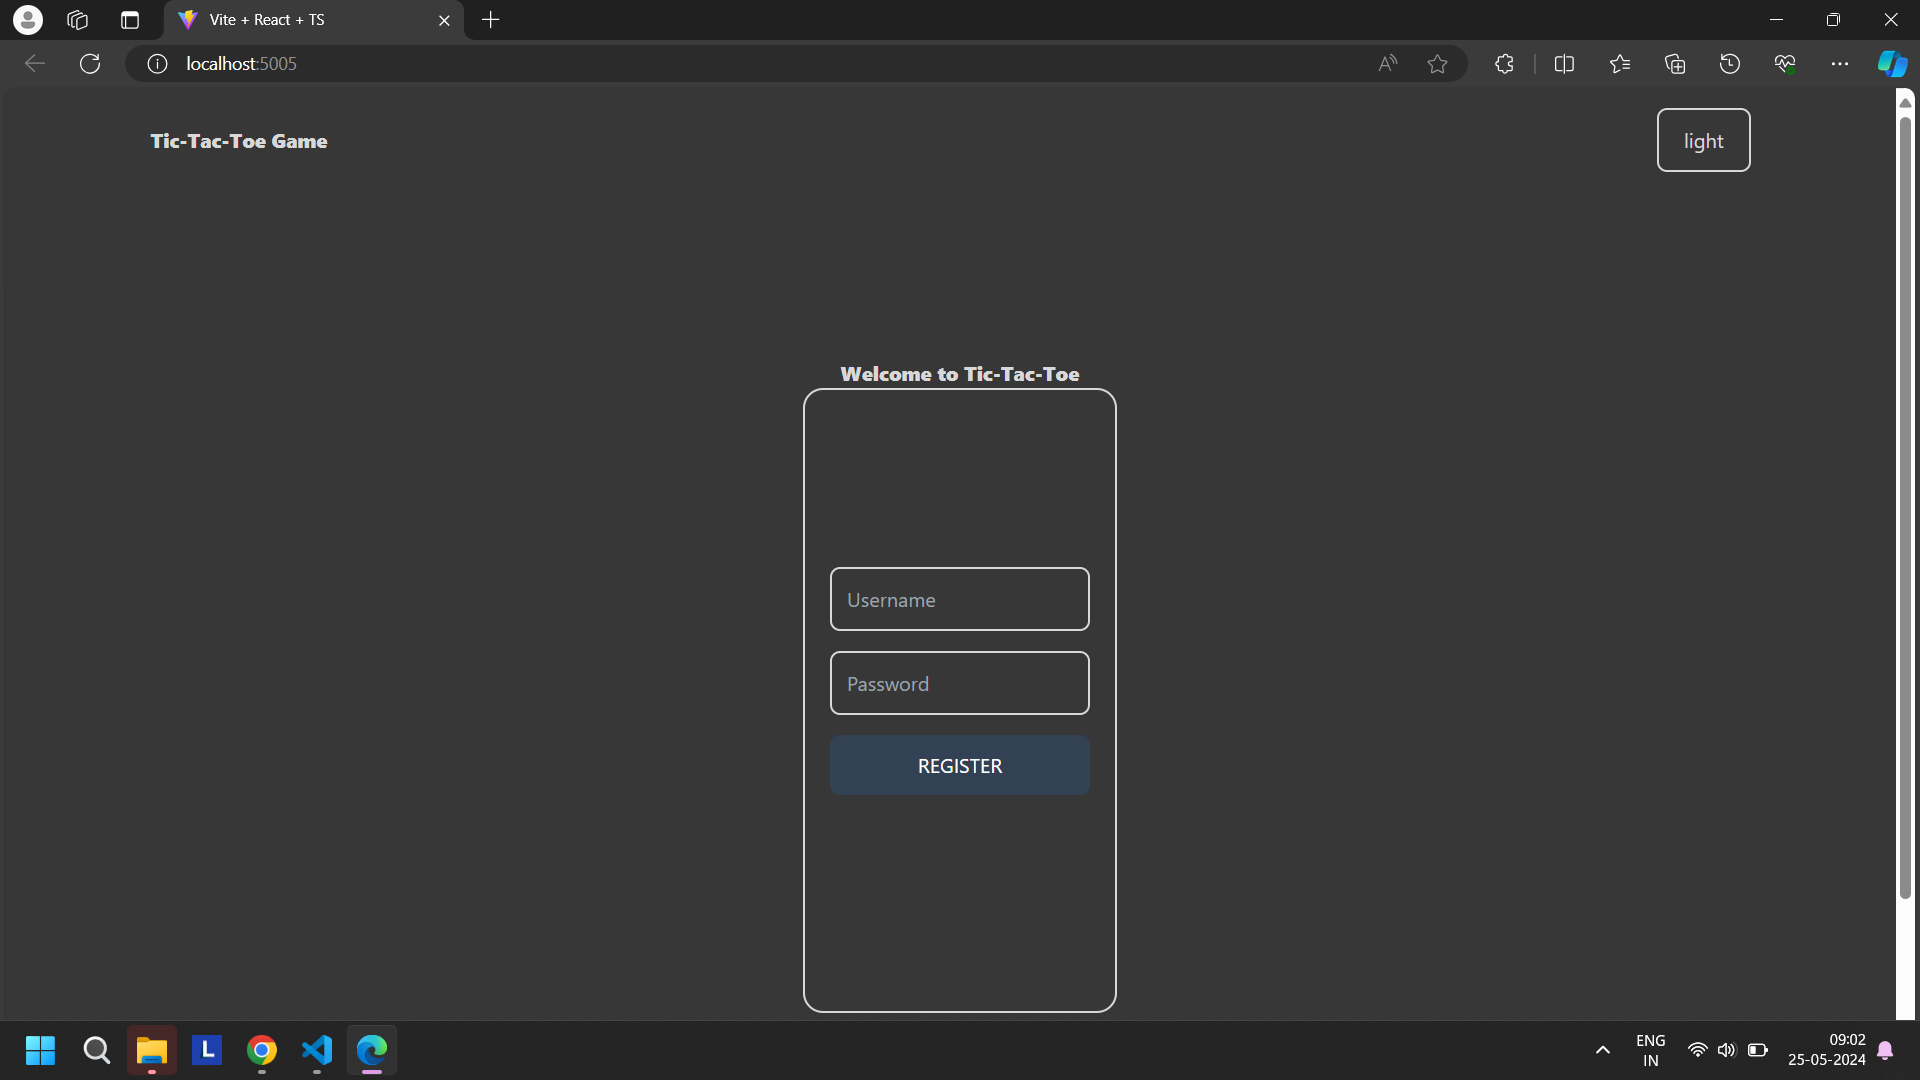 Vite + React + TS
localhost:5005
Tic-Tac-Toe Game
light
Welcome to Tic-Tac-Toe
Username
Password
REGISTER
L
ENG
IN
09:02
25-05-2024